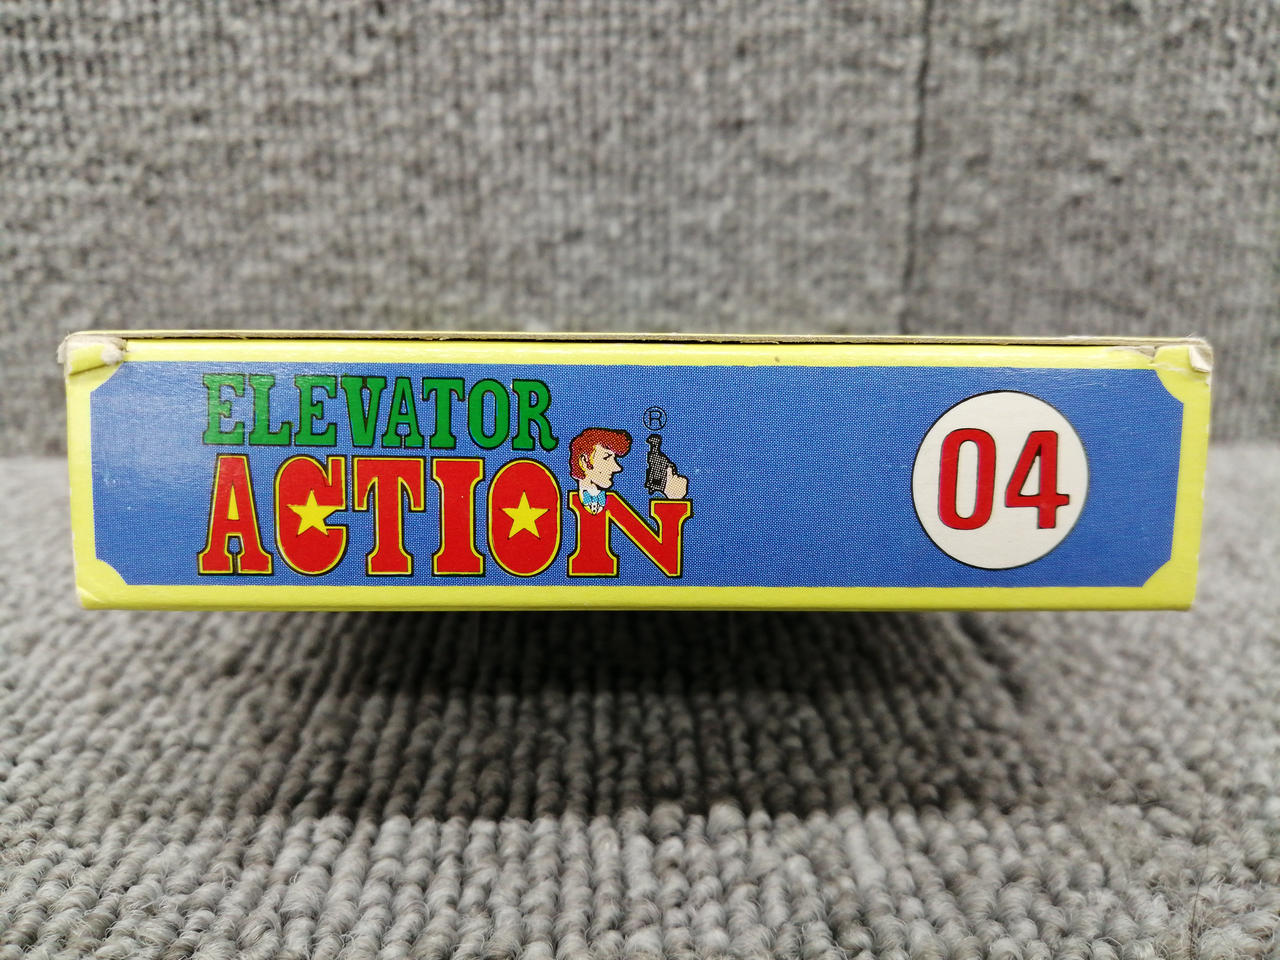 ELEVATOR
ACTION
®
04